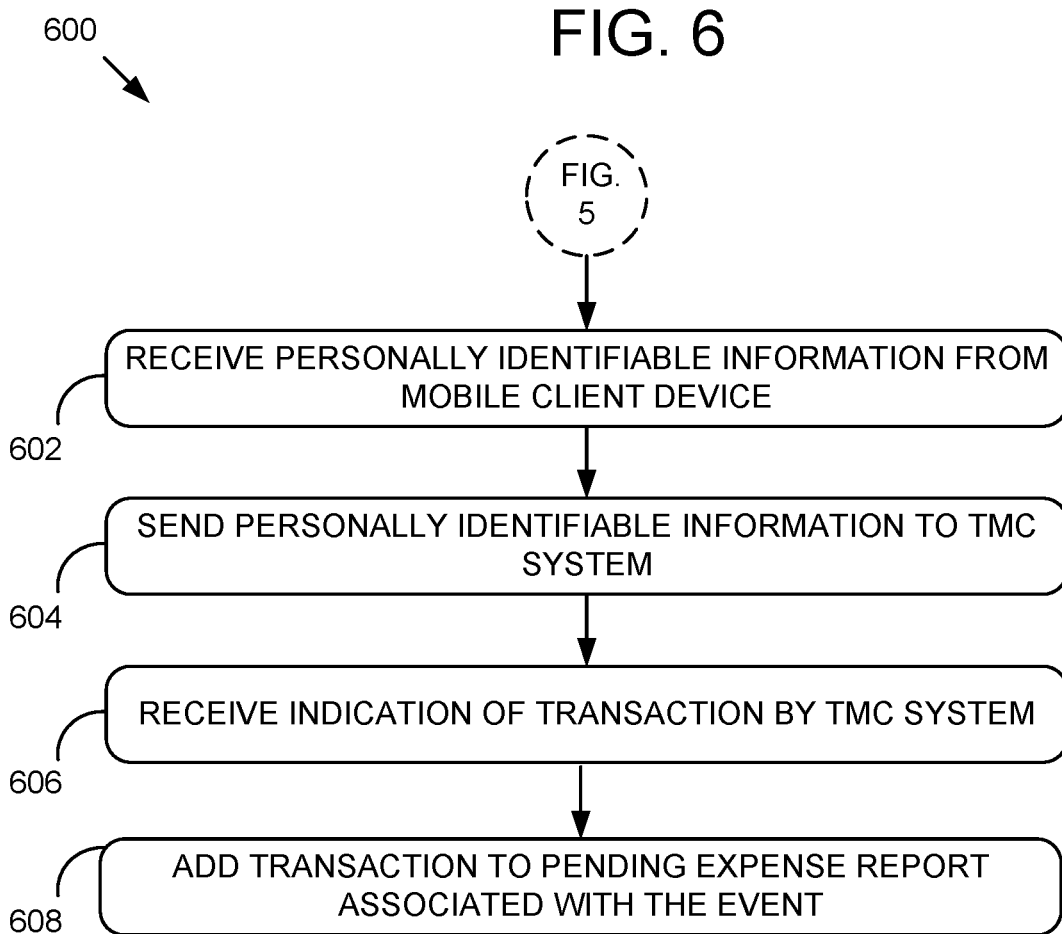 600
FIG. 6
FIG.
5
RECEIVE PERSONALLY IDENTIFIABLE INFORMATION FROM
MOBILE CLIENT DEVICE
602
SEND PERSONALLY IDENTIFIABLE INFORMATION TO TMC
SYSTEM
604
RECEIVE INDICATION OF TRANSACTION BY TMC SYSTEM
606
ADD TRANSACTION TO PENDING EXPENSE REPORT
ASSOCIATED WITH THE EVENT
608